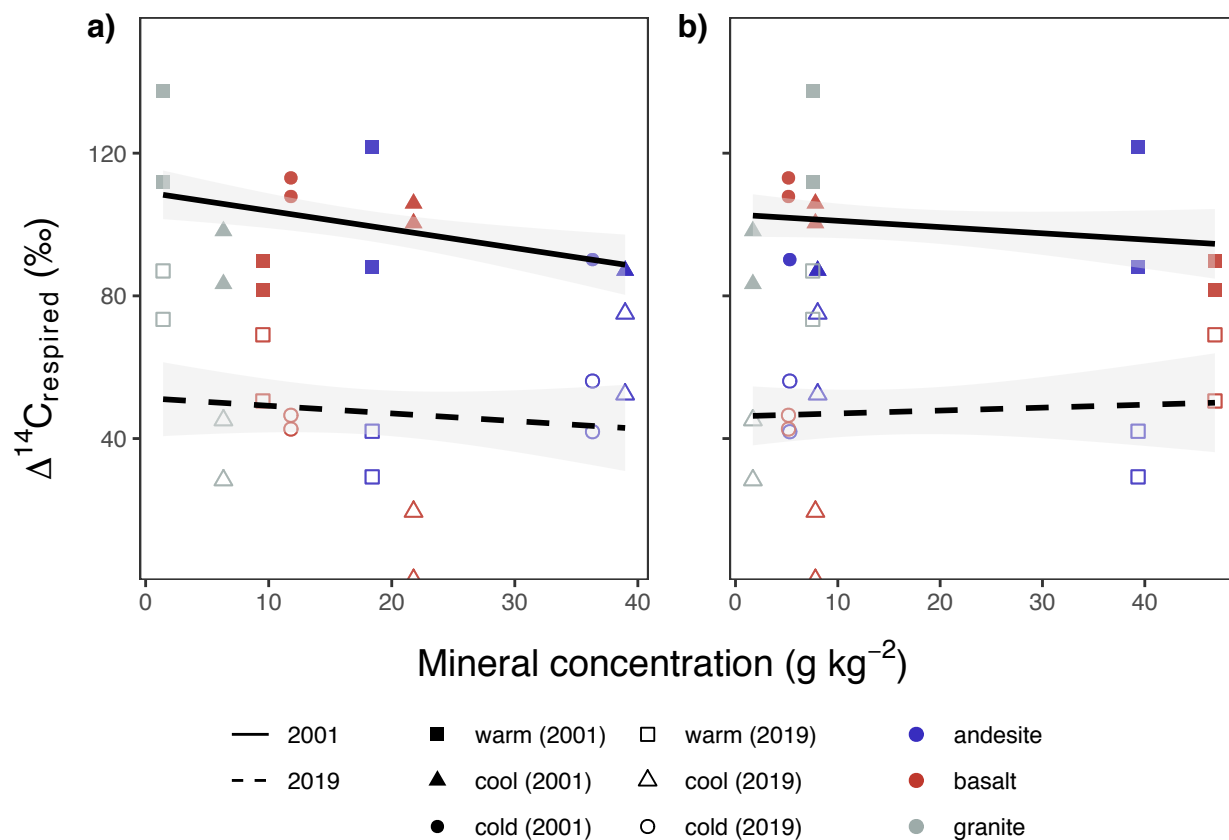 a)
b)
120
80
40
Δ¹⁴C_respired (‰)
0 10 20 30 40
0 10 20 30 40
Mineral concentration (g kg⁻²)
2001 warm (2001) warm (2019) andesite
2019 cool (2001) cool (2019) basalt
cold (2001) cold (2019) granite